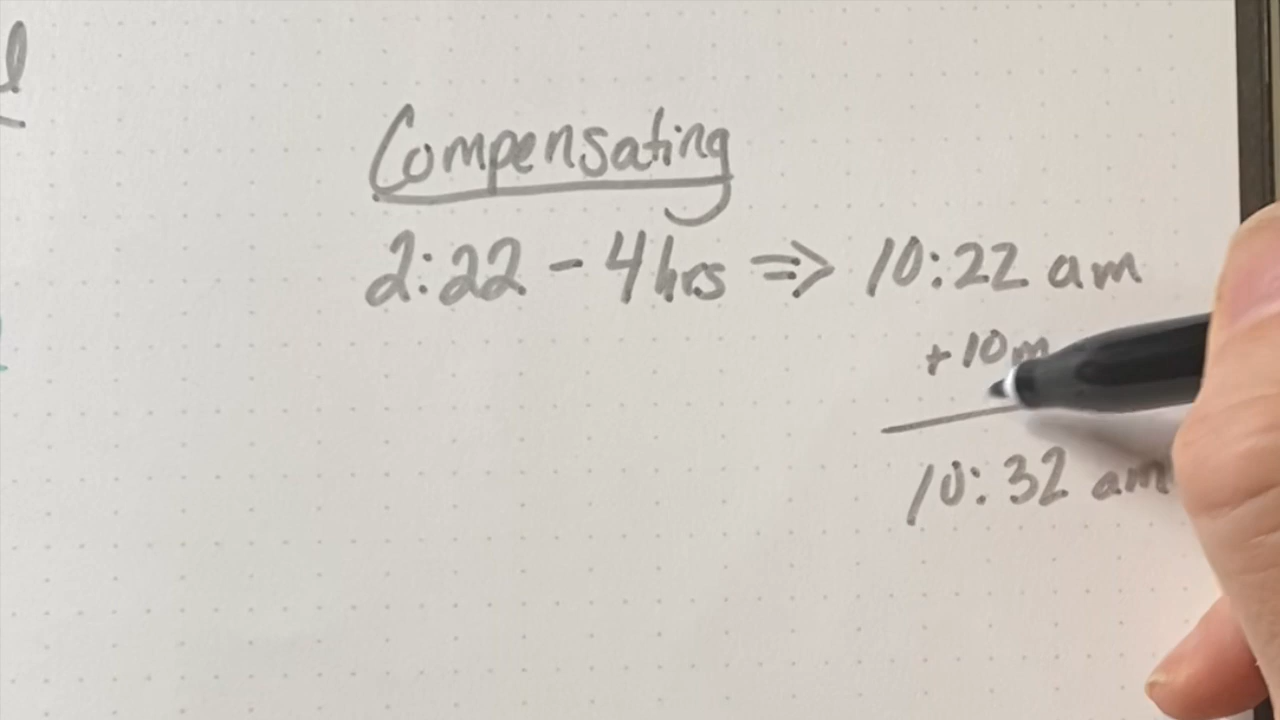 Compensating
2:22 - 4hrs => 10:22 am
+10m
10:32 am